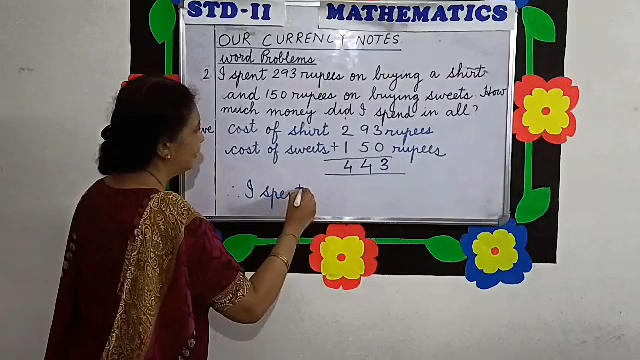 STD-II MATHEMATICS
OUR CURRENCY NOTES
Word Problems
2 I spent 293 rupees on buying a shirt
and 150 rupees on buying sweets. How
much money did I spend in all?
cost of shirt 2 93 rupees
cost of sweets + 1 5 0 rupees
4 4 3
∴ I spent